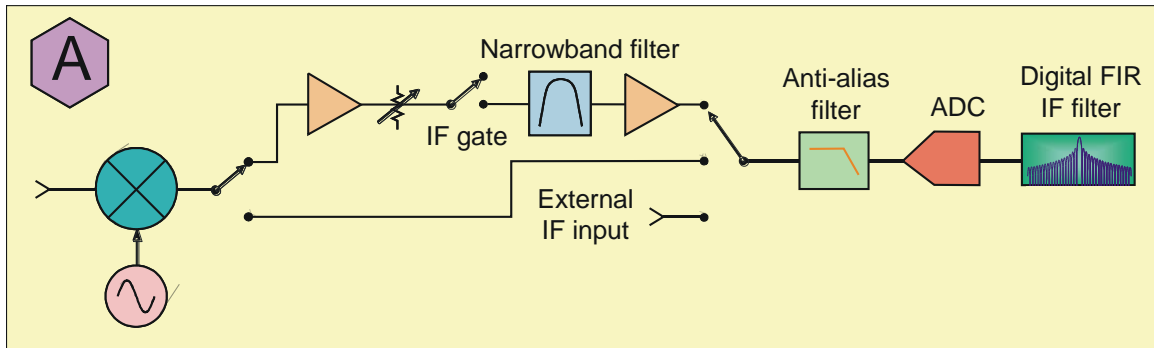 A
Narrowband filter
IF gate
External
IF input
Anti-alias
filter
ADC
Digital FIR
IF filter